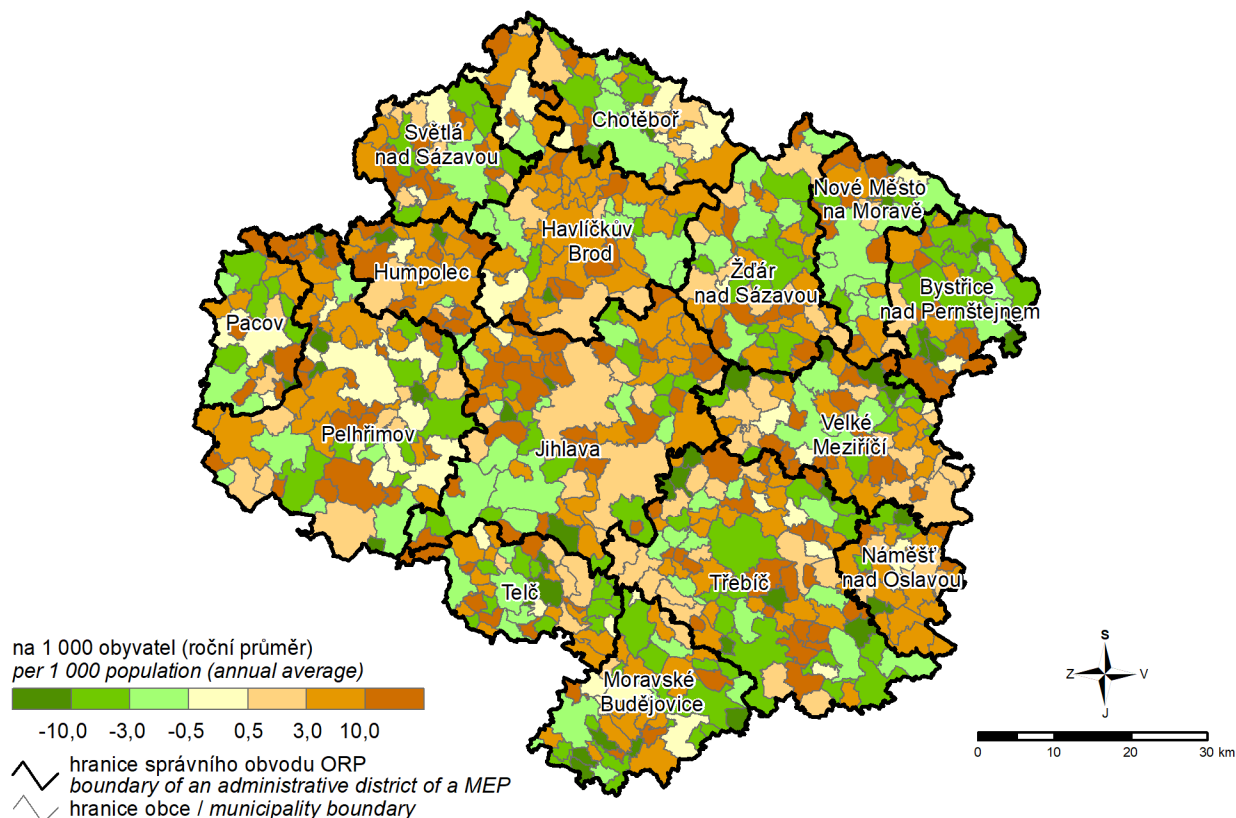 Chotěboř
Světlá
nad Sázavou
Nové Město
na Moravě
Havlíčkův
Brod
Humpolec
Žďár
nad Sázavou
Bystřice
nad Pernštejnem
Pacov
Pelhřimov
Jihlava
Velké
Meziříčí
Náměšť
nad Oslavou
Třebíč
Telč
Moravské
Budějovice
na 1 000 obyvatel (roční průměr)
per 1 000 population (annual average)
-10,0 -3,0 -0,5 0,5 3,0 10,0
hranice správního obvodu ORP
boundary of an administrative district of a MEP
hranice obce / municipality boundary
S
Z V
J
0 10 20 30 km